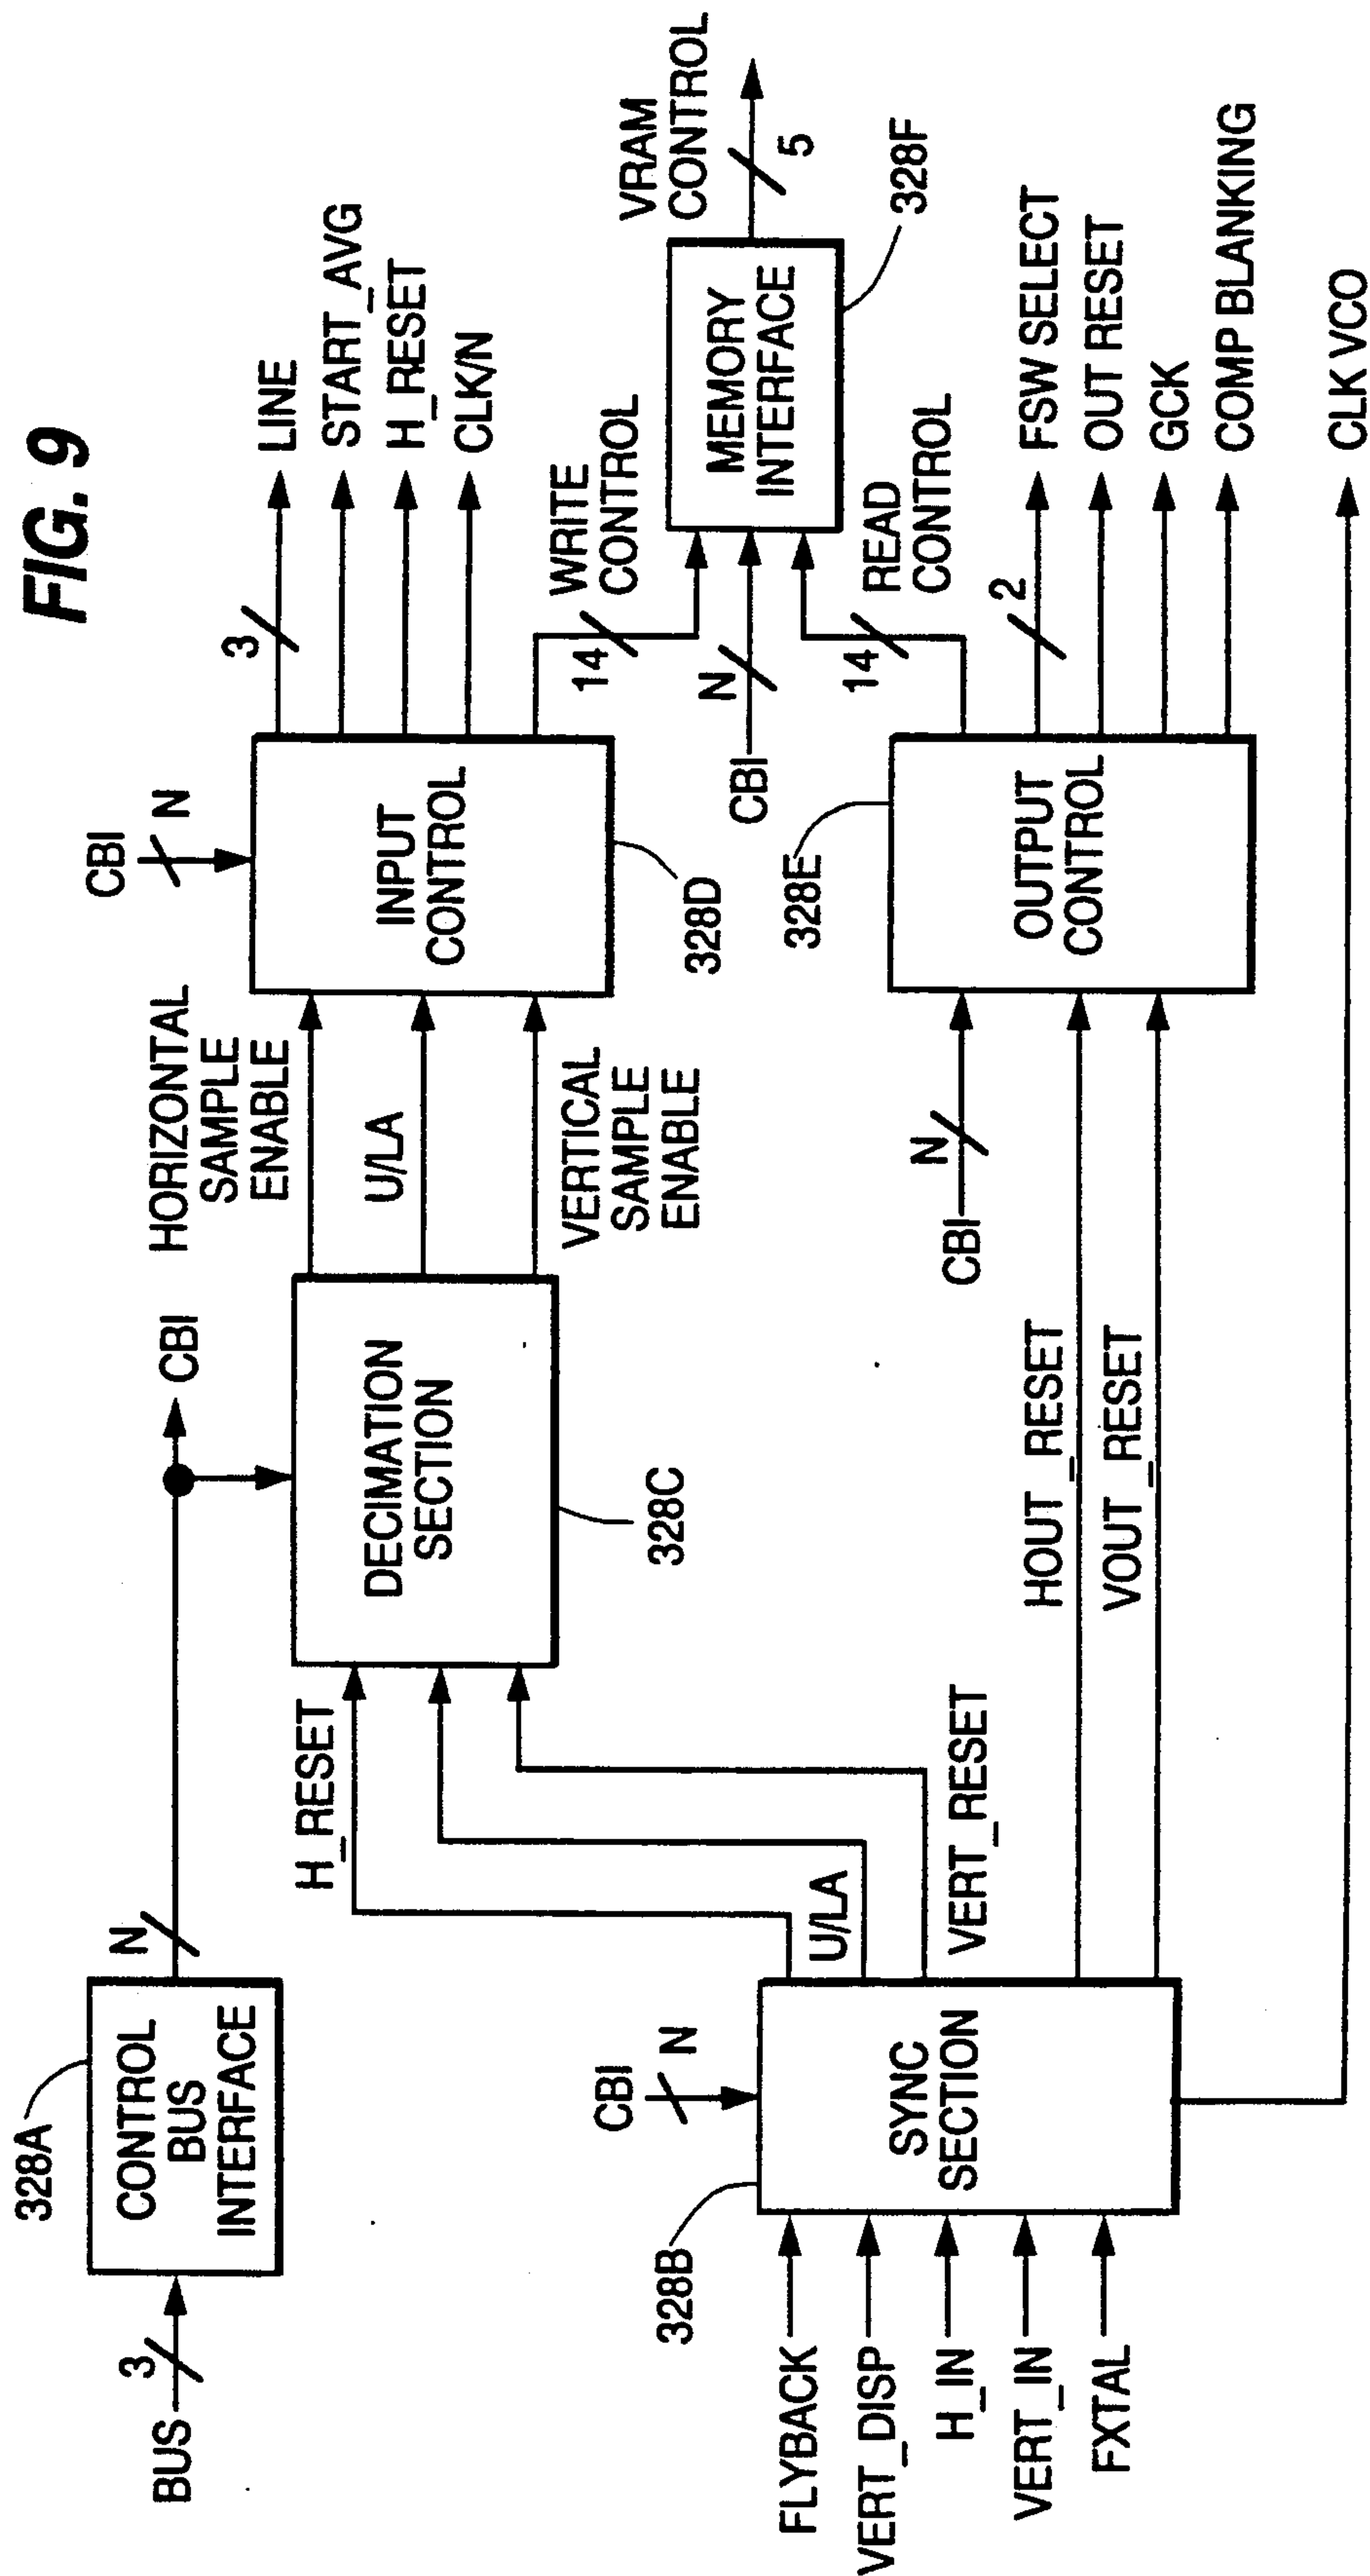 FIG. 9
328A
BUS
3
CONTROL
BUS
INTERFACE
N
CBI
H_RESET
U/LA
VERT_RESET
DECIMATION
SECTION
328C
HORIZONTAL
SAMPLE
ENABLE
U/LA
VERTICAL
SAMPLE
ENABLE
CBI
N
INPUT
CONTROL
328D
3
LINE
START_AVG
H_RESET
CLK/N
14
WRITE
CONTROL
CBI
N
MEMORY
INTERFACE
328F
VRAM
CONTROL
5
14
READ
CONTROL
328B
CBI
N
SYNC
SECTION
FLYBACK
VERT_DISP
H_IN
VERT_IN
FXTAL
HOUT_RESET
VOUT_RESET
CBI
N
328E
OUTPUT
CONTROL
2
FSW SELECT
OUT RESET
GCK
COMP BLANKING
CLK VCO